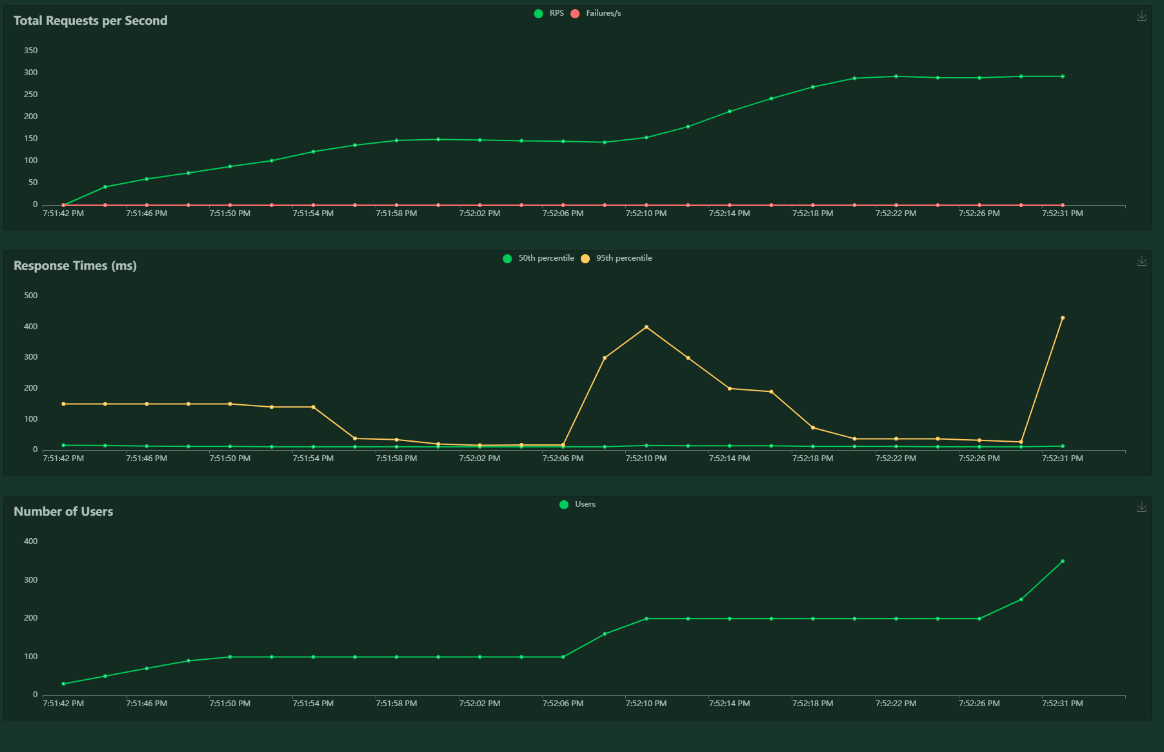 Total Requests per Second
RPS Failures/s
350
300
250
200
150
100
50
0
7:51:42 PM 7:51:46 PM 7:51:50 PM 7:51:54 PM 7:51:58 PM 7:52:02 PM 7:52:06 PM 7:52:10 PM 7:52:14 PM 7:52:18 PM 7:52:22 PM 7:52:26 PM 7:52:31 PM
Response Times (ms)
50th percentile 95th percentile
500
400
300
200
100
0
7:51:42 PM 7:51:46 PM 7:51:50 PM 7:51:54 PM 7:51:58 PM 7:52:02 PM 7:52:06 PM 7:52:10 PM 7:52:14 PM 7:52:18 PM 7:52:22 PM 7:52:26 PM 7:52:31 PM
Number of Users
Users
400
300
200
100
0
7:51:42 PM 7:51:46 PM 7:51:50 PM 7:51:54 PM 7:51:58 PM 7:52:02 PM 7:52:06 PM 7:52:10 PM 7:52:14 PM 7:52:18 PM 7:52:22 PM 7:52:26 PM 7:52:31 PM